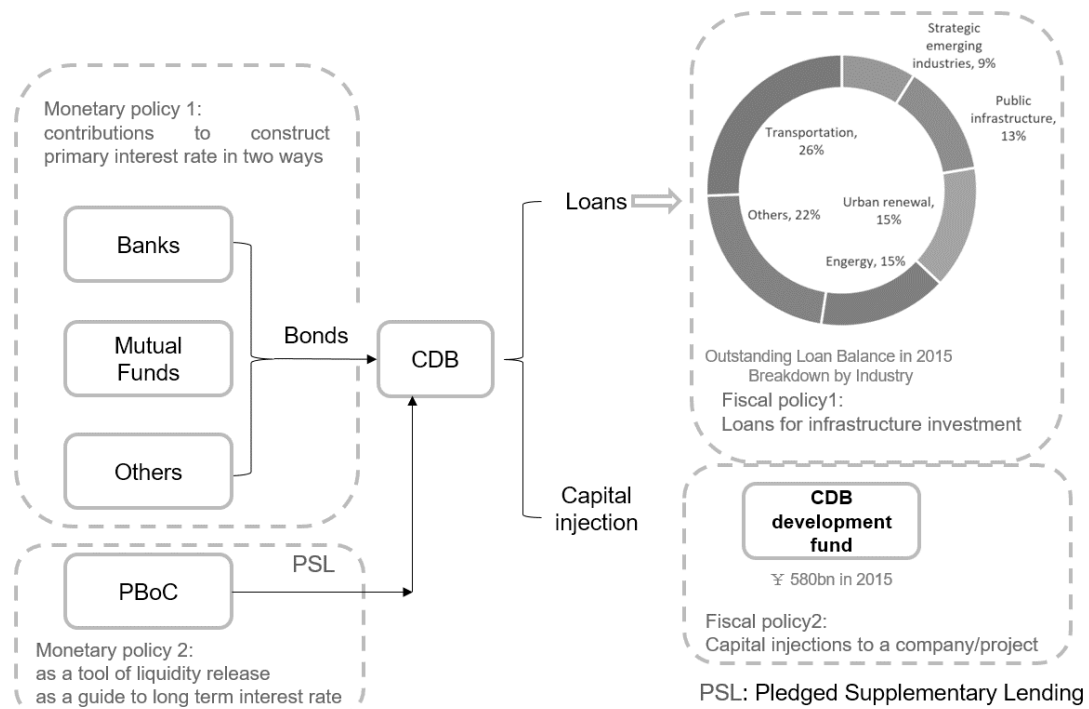 Monetary policy 1:
contributions to construct
primary interest rate in two ways
Banks
Mutual
Funds
Others
Bonds
CDB
PSL
PBoC
Monetary policy 2:
as a tool of liquidity release
as a guide to long term interest rate
Loans
Capital
injection
Strategic
emerging
industries, 9%
Public
infrastructure,
13%
Transportation,
26%
Others, 22%
Urban renewal,
15%
Engergy, 15%
Outstanding Loan Balance in 2015
Breakdown by Industry
Fiscal policy1:
Loans for infrastructure investment
CDB
development
fund
¥ 580bn in 2015
Fiscal policy2:
Capital injections to a company/project
PSL: Pledged Supplementary Lending